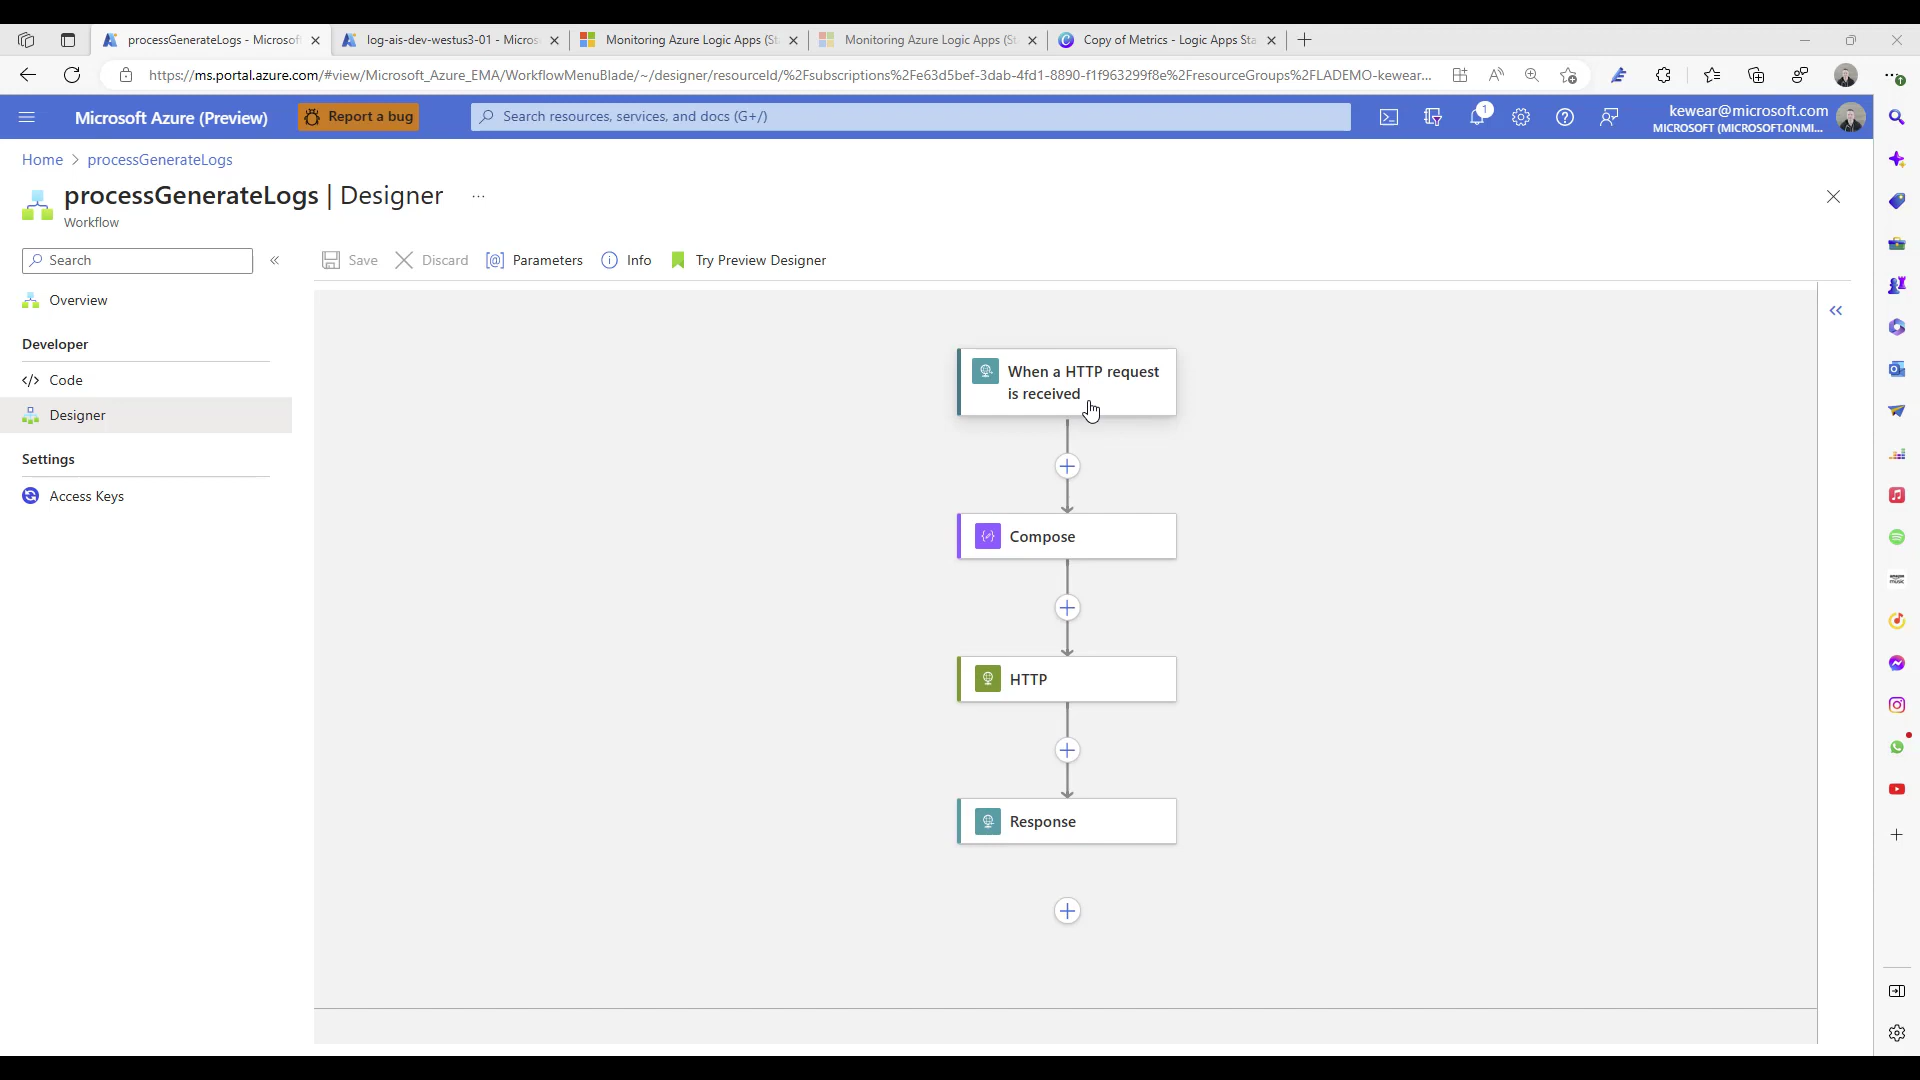 processGenerateLogs - Microsof
log-ais-dev-westus3-01 - Micros
Monitoring Azure Logic Apps (St
Monitoring Azure Logic Apps (St
Copy of Metrics - Logic Apps Sta
https://ms.portal.azure.com/#view/Microsoft_Azure_EMA/WorkflowMenuBlade/~/designer/resourceId/%2Fsubscriptions%2Fe63d5bef-3dab-4fd1-8890-f1f963299f8e%2FresourceGroups%2FLADEMO-kewear...
Microsoft Azure (Preview)
Report a bug
Search resources, services, and docs (G+/)
1
kewear@microsoft.com
MICROSOFT (MICROSOFT.ONMI...
Home > processGenerateLogs
processGenerateLogs | Designer ...
Workflow
Search
Save
Discard
Parameters
Info
Try Preview Designer
Overview
Developer
Code
Designer
Settings
Access Keys
When a HTTP request
is received
Compose
HTTP
Response